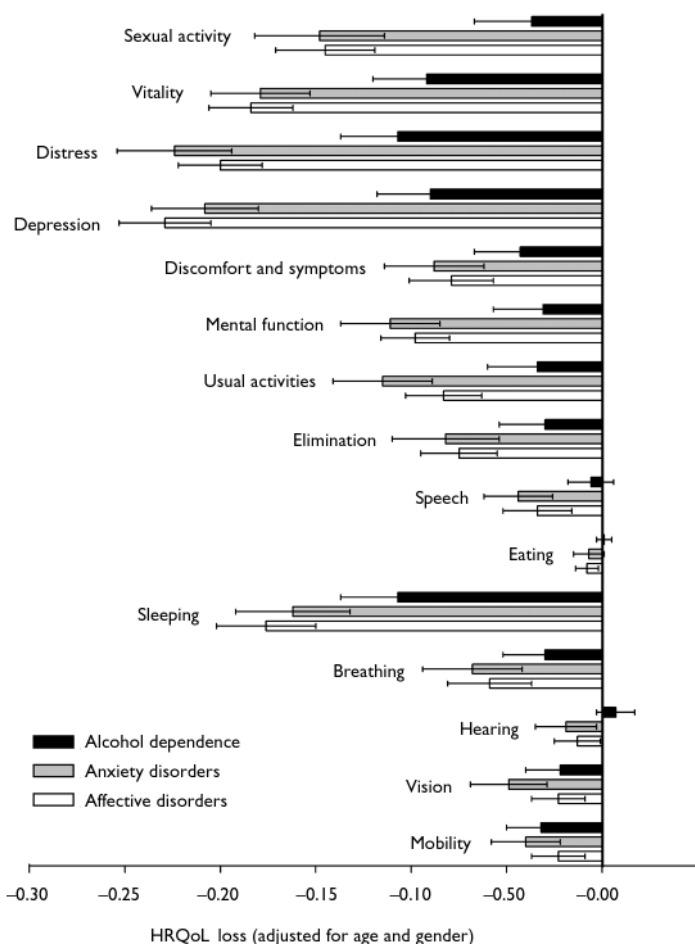 Sexual activity
Vitality
Distress
Depression
Discomfort and symptoms
Mental function
Usual activities
Elimination
Speech
Eating
Sleeping
Breathing
Hearing
Vision
Mobility
Alcohol dependence
Anxiety disorders
Affective disorders
–0.30 –0.25 –0.20 –0.15 –0.10 –0.50 –0.00
HRQoL loss (adjusted for age and gender)